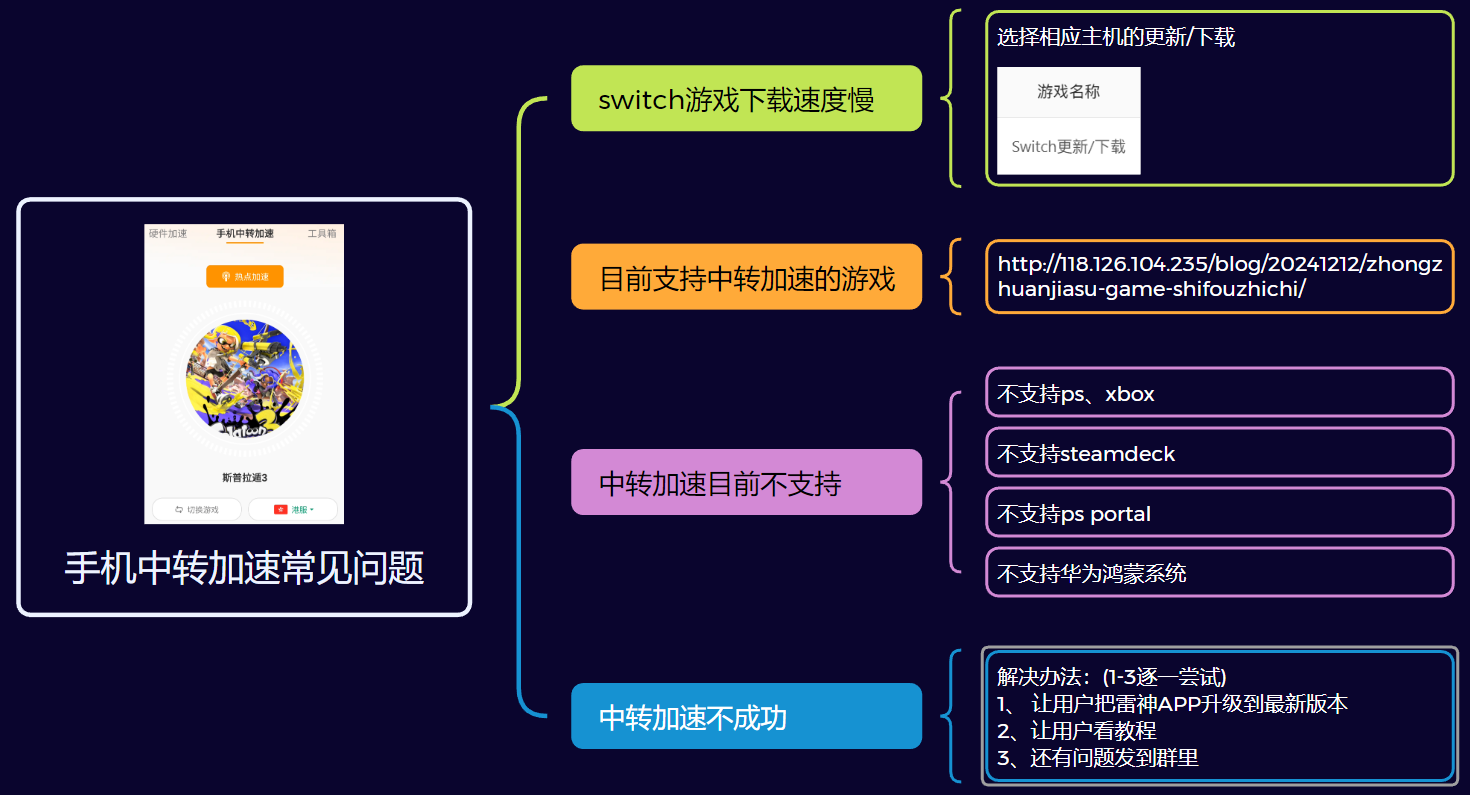 硬件加速 手机中转加速 工具箱
热点加速
斯普拉遁3
切换游戏 港服
手机中转加速常见问题
switch游戏下载速度慢
选择相应主机的更新/下载
游戏名称
Switch更新/下载
目前支持中转加速的游戏
http://118.126.104.235/blog/20241212/zhongz
huanjiasu-game-shifouzhichi/
中转加速目前不支持
不支持ps、xbox
不支持steamdeck
不支持ps portal
不支持华为鸿蒙系统
中转加速不成功
解决办法：(1-3逐一尝试)
1、 让用户把雷神APP升级到最新版本
2、让用户看教程
3、还有问题发到群里